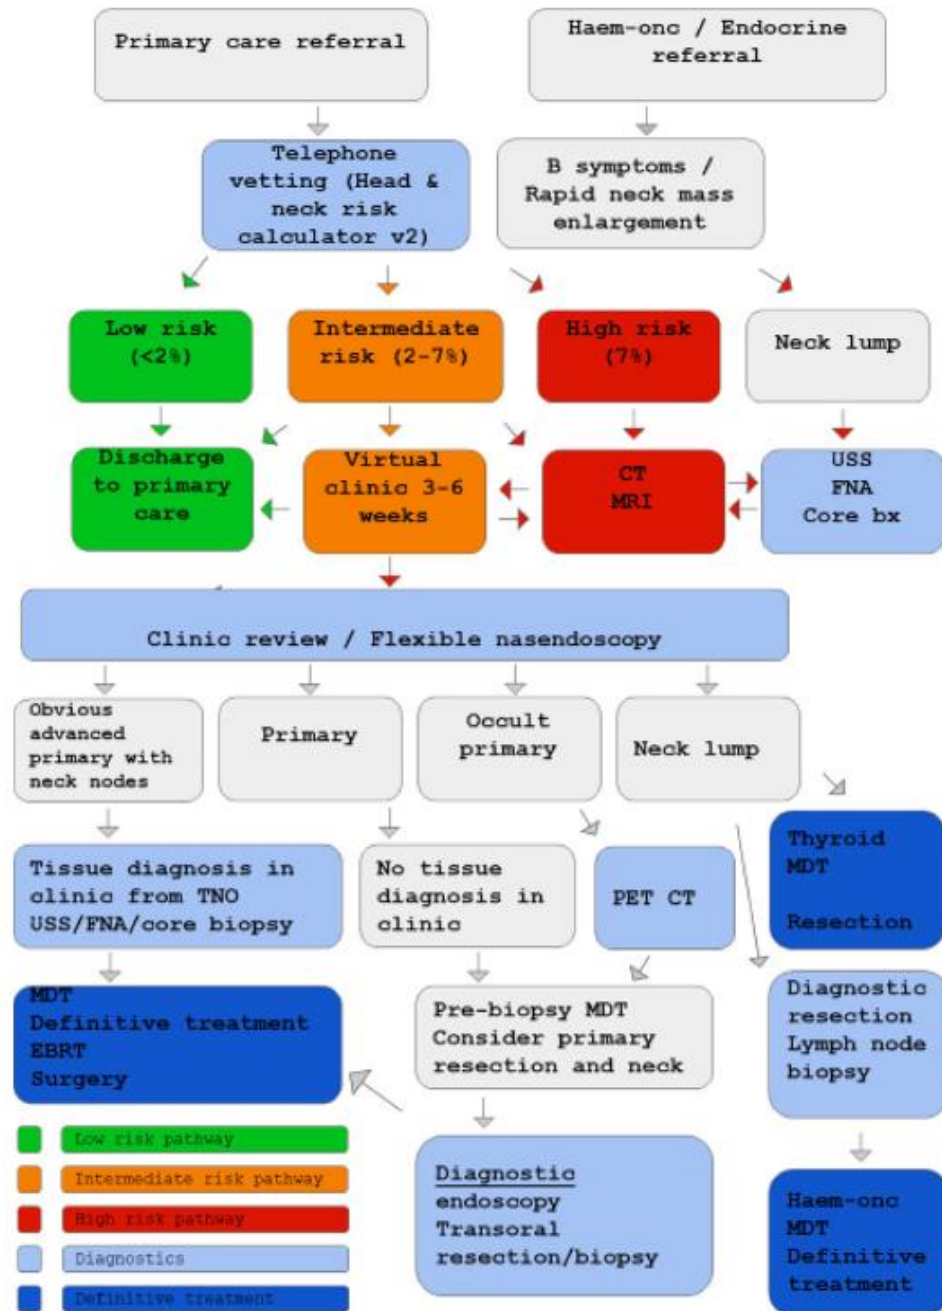 Primary care referral
Haem-onc / Endocrine
referral
Telephone
vetting (Head &
neck risk
calculator v2)
B symptoms /
Rapid neck mass
enlargement
Low risk
(<2%)
Intermediate
risk (2-7%)
High risk
(7%)
Neck lump
Discharge
to primary
care
Virtual
clinic 3-6
weeks
CT
MRI
USS
FNA
Core bx
Clinic review / Flexible nasendoscopy
Obvious
advanced
primary with
neck nodes
Primary
Occult
primary
Neck lump
Tissue diagnosis in
clinic from TNO
USS/FNA/core biopsy
No tissue
diagnosis in
clinic
PET CT
Thyroid
MDT
Resection
MDT
Definitive treatment
EBRT
Surgery
Pre-biopsy MDT
Consider primary
resection and neck
Diagnostic
resection
Lymph node
biopsy
Diagnostic
endoscopy
Transoral
resection/biopsy
Haem-onc
MDT
Definitive
treatment
Low risk pathway
Intermediate risk pathway
High risk pathway
Diagnostics
Definitive treatment